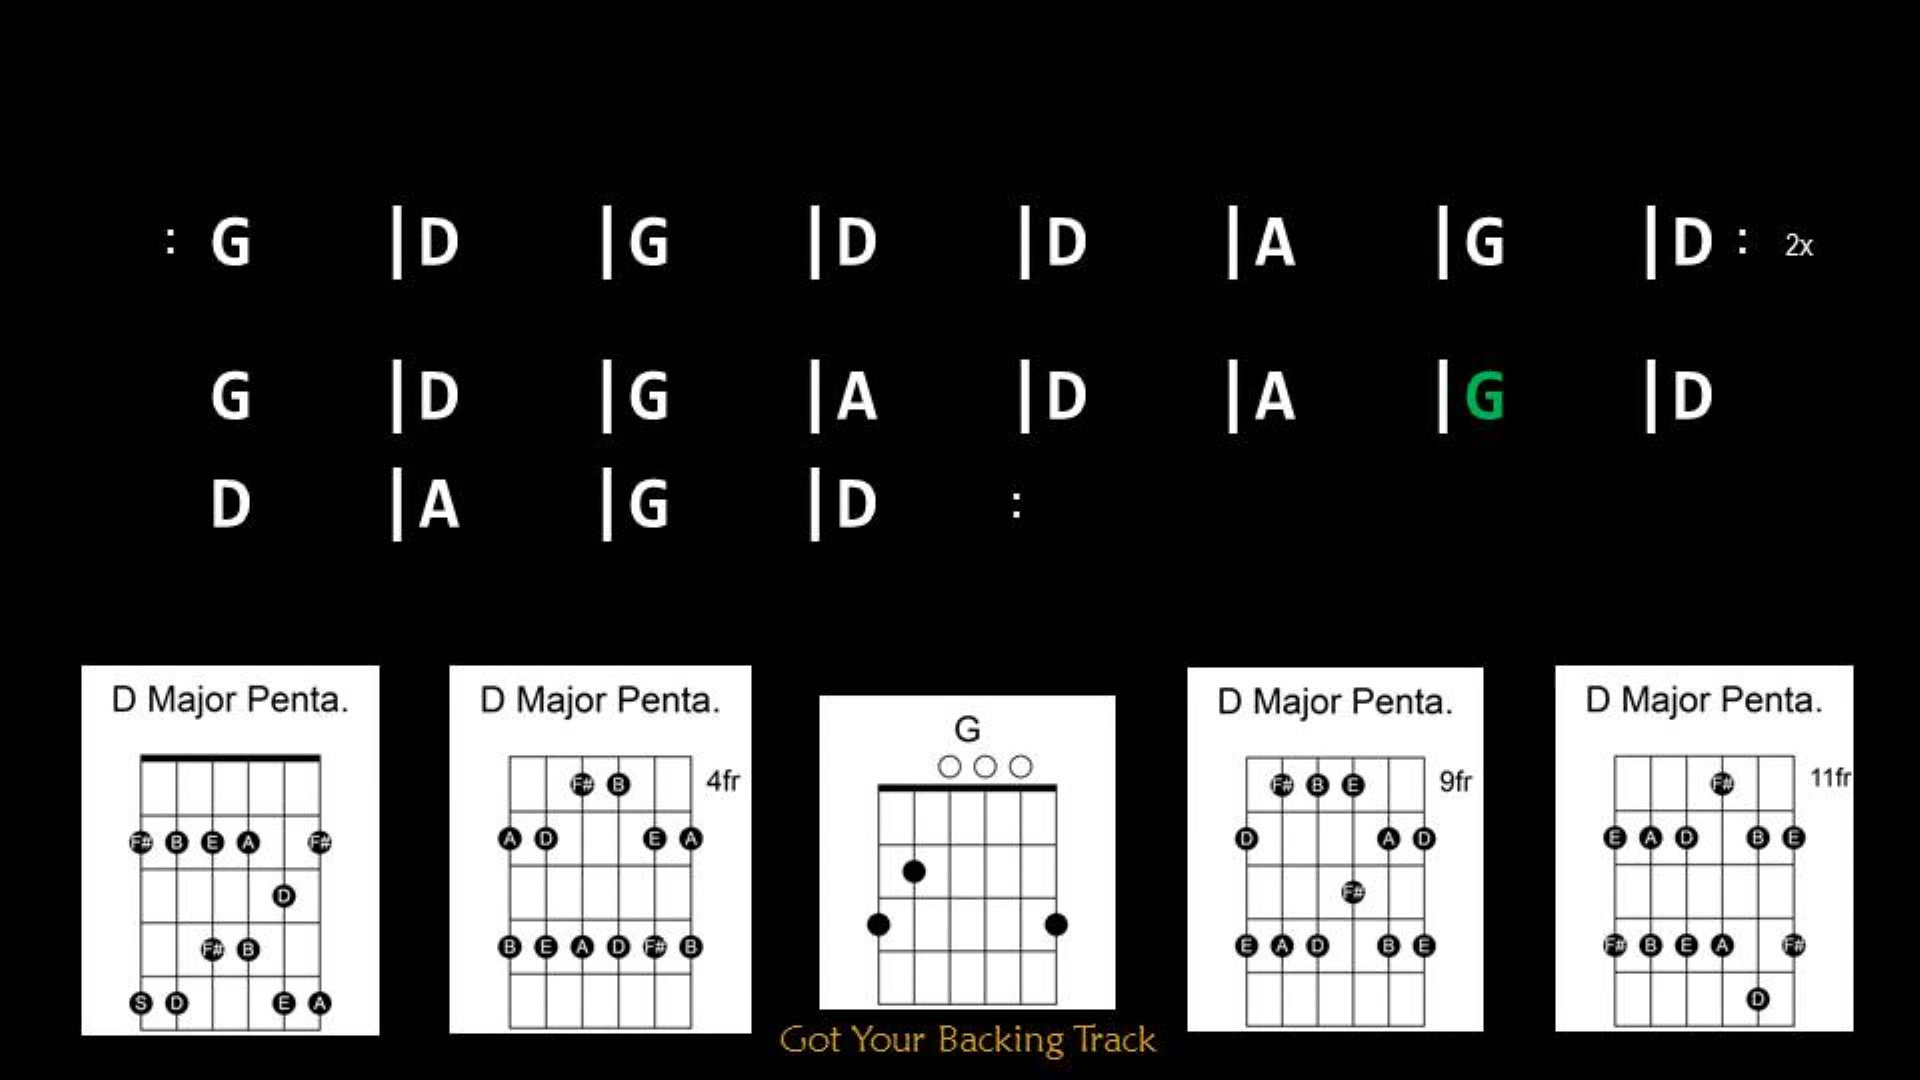 : G |D |G |D |D |A |G |D : 2x
G |D |G |A |D |A |G |D
D |A |G |D :
D Major Penta.
F# B E A F#
D
F# B
S D E A
D Major Penta.
4fr
F# B
A D E A
B E A D F# B
G
D Major Penta.
9fr
F# B E
D A D
F#
E A D B E
D Major Penta.
11fr
F#
E A D B E
F# B E A F#
D
Got Your Backing Track